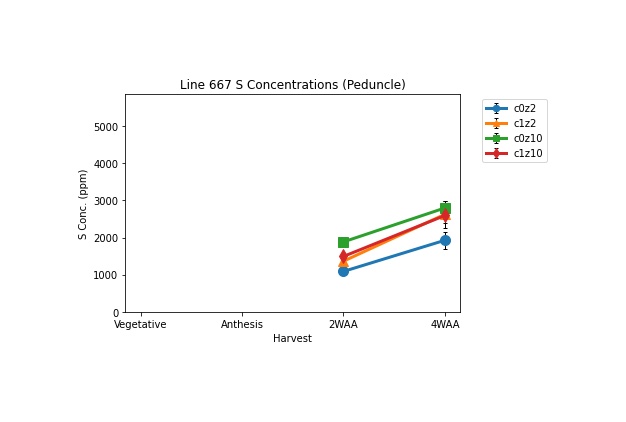 Line 667 S Concentrations (Peduncle)
S Conc. (ppm)
5000
4000
3000
2000
1000
0
Vegetative Anthesis 2WAA 4WAA
Harvest
c0z2
c1z2
c0z10
c1z10